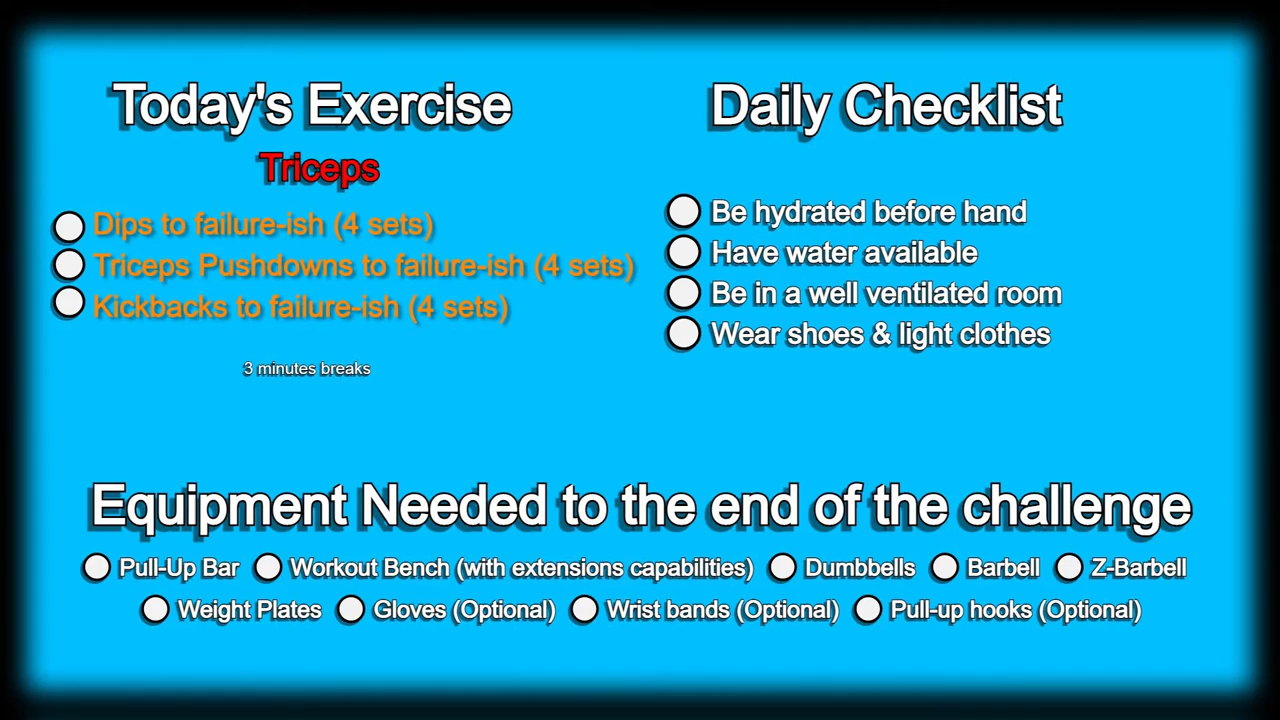 Today's Exercise
Triceps
Dips to failure-ish (4 sets)
Triceps Pushdowns to failure-ish (4 sets)
Kickbacks to failure-ish (4 sets)
3 minutes breaks
Daily Checklist
Be hydrated before hand
Have water available
Be in a well ventilated room
Wear shoes & light clothes
Equipment Needed to the end of the challenge
Pull-Up Bar Workout Bench (with extensions capabilities) Dumbbells Barbell Z-Barbell
Weight Plates Gloves (Optional) Wrist bands (Optional) Pull-up hooks (Optional)